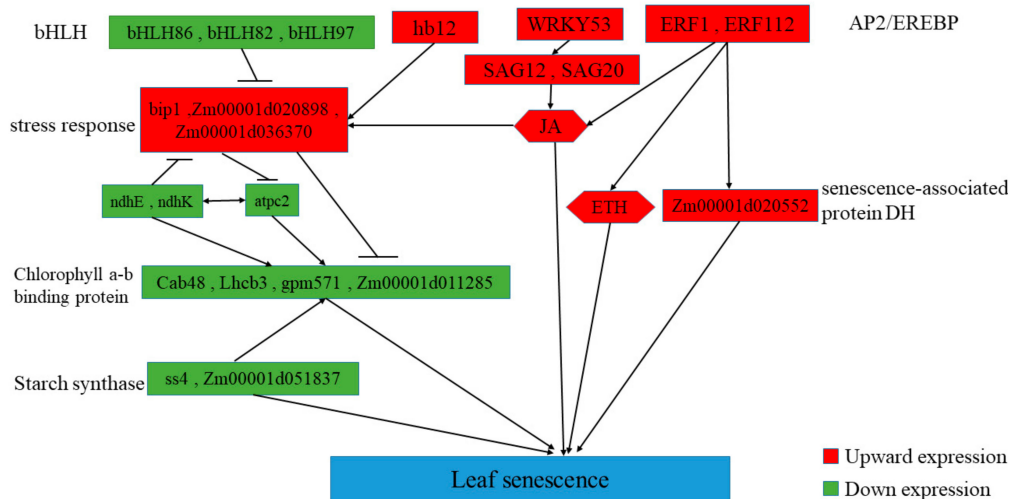 bHLH
bHLH86 , bHLH82 , bHLH97
hb12
WRKY53
ERF1 , ERF112
AP2/EREBP
SAG12 , SAG20
stress response
bip1 ,Zm00001d020898 ,
Zm00001d036370
JA
ndhE , ndhK
atpc2
ETH
Zm00001d020552
senescence-associated
protein DH
Chlorophyll a-b
binding protein
Cab48 , Lhcb3 , gpm571 , Zm00001d011285
Starch synthase
ss4 , Zm00001d051837
Leaf senescence
Upward expression
Down expression